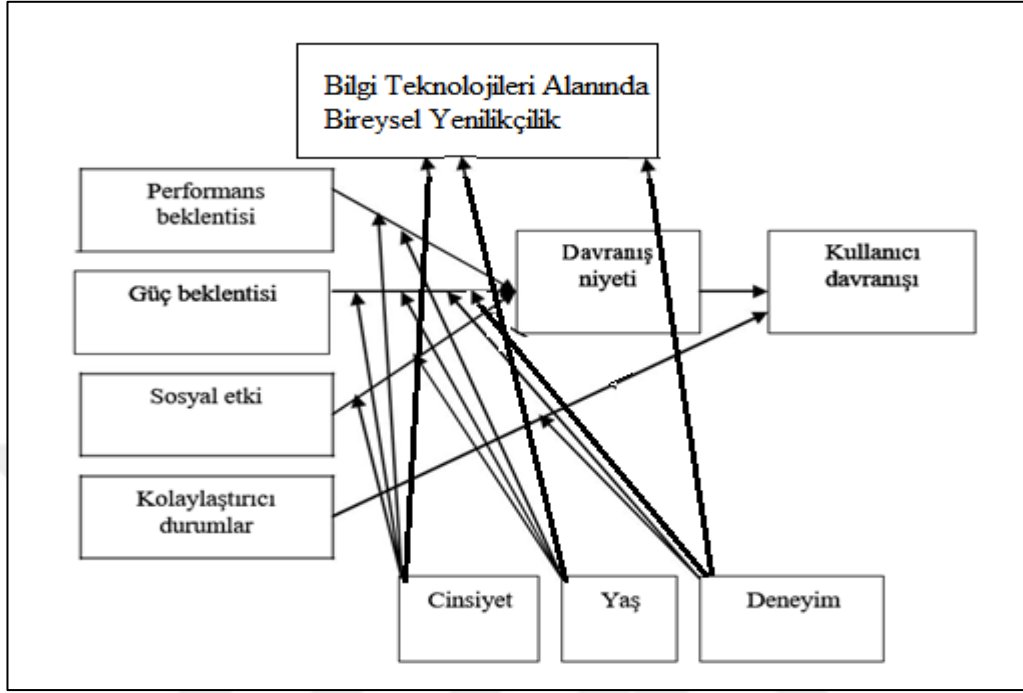 Bilgi Teknolojileri Alanında
Bireysel Yenilikçilik
Performans
beklentisi
Güç beklentisi
Sosyal etki
Kolaylaştırıcı
durumlar
Davranış
niyeti
Kullanıcı
davranışı
Cinsiyet
Yaş
Deneyim